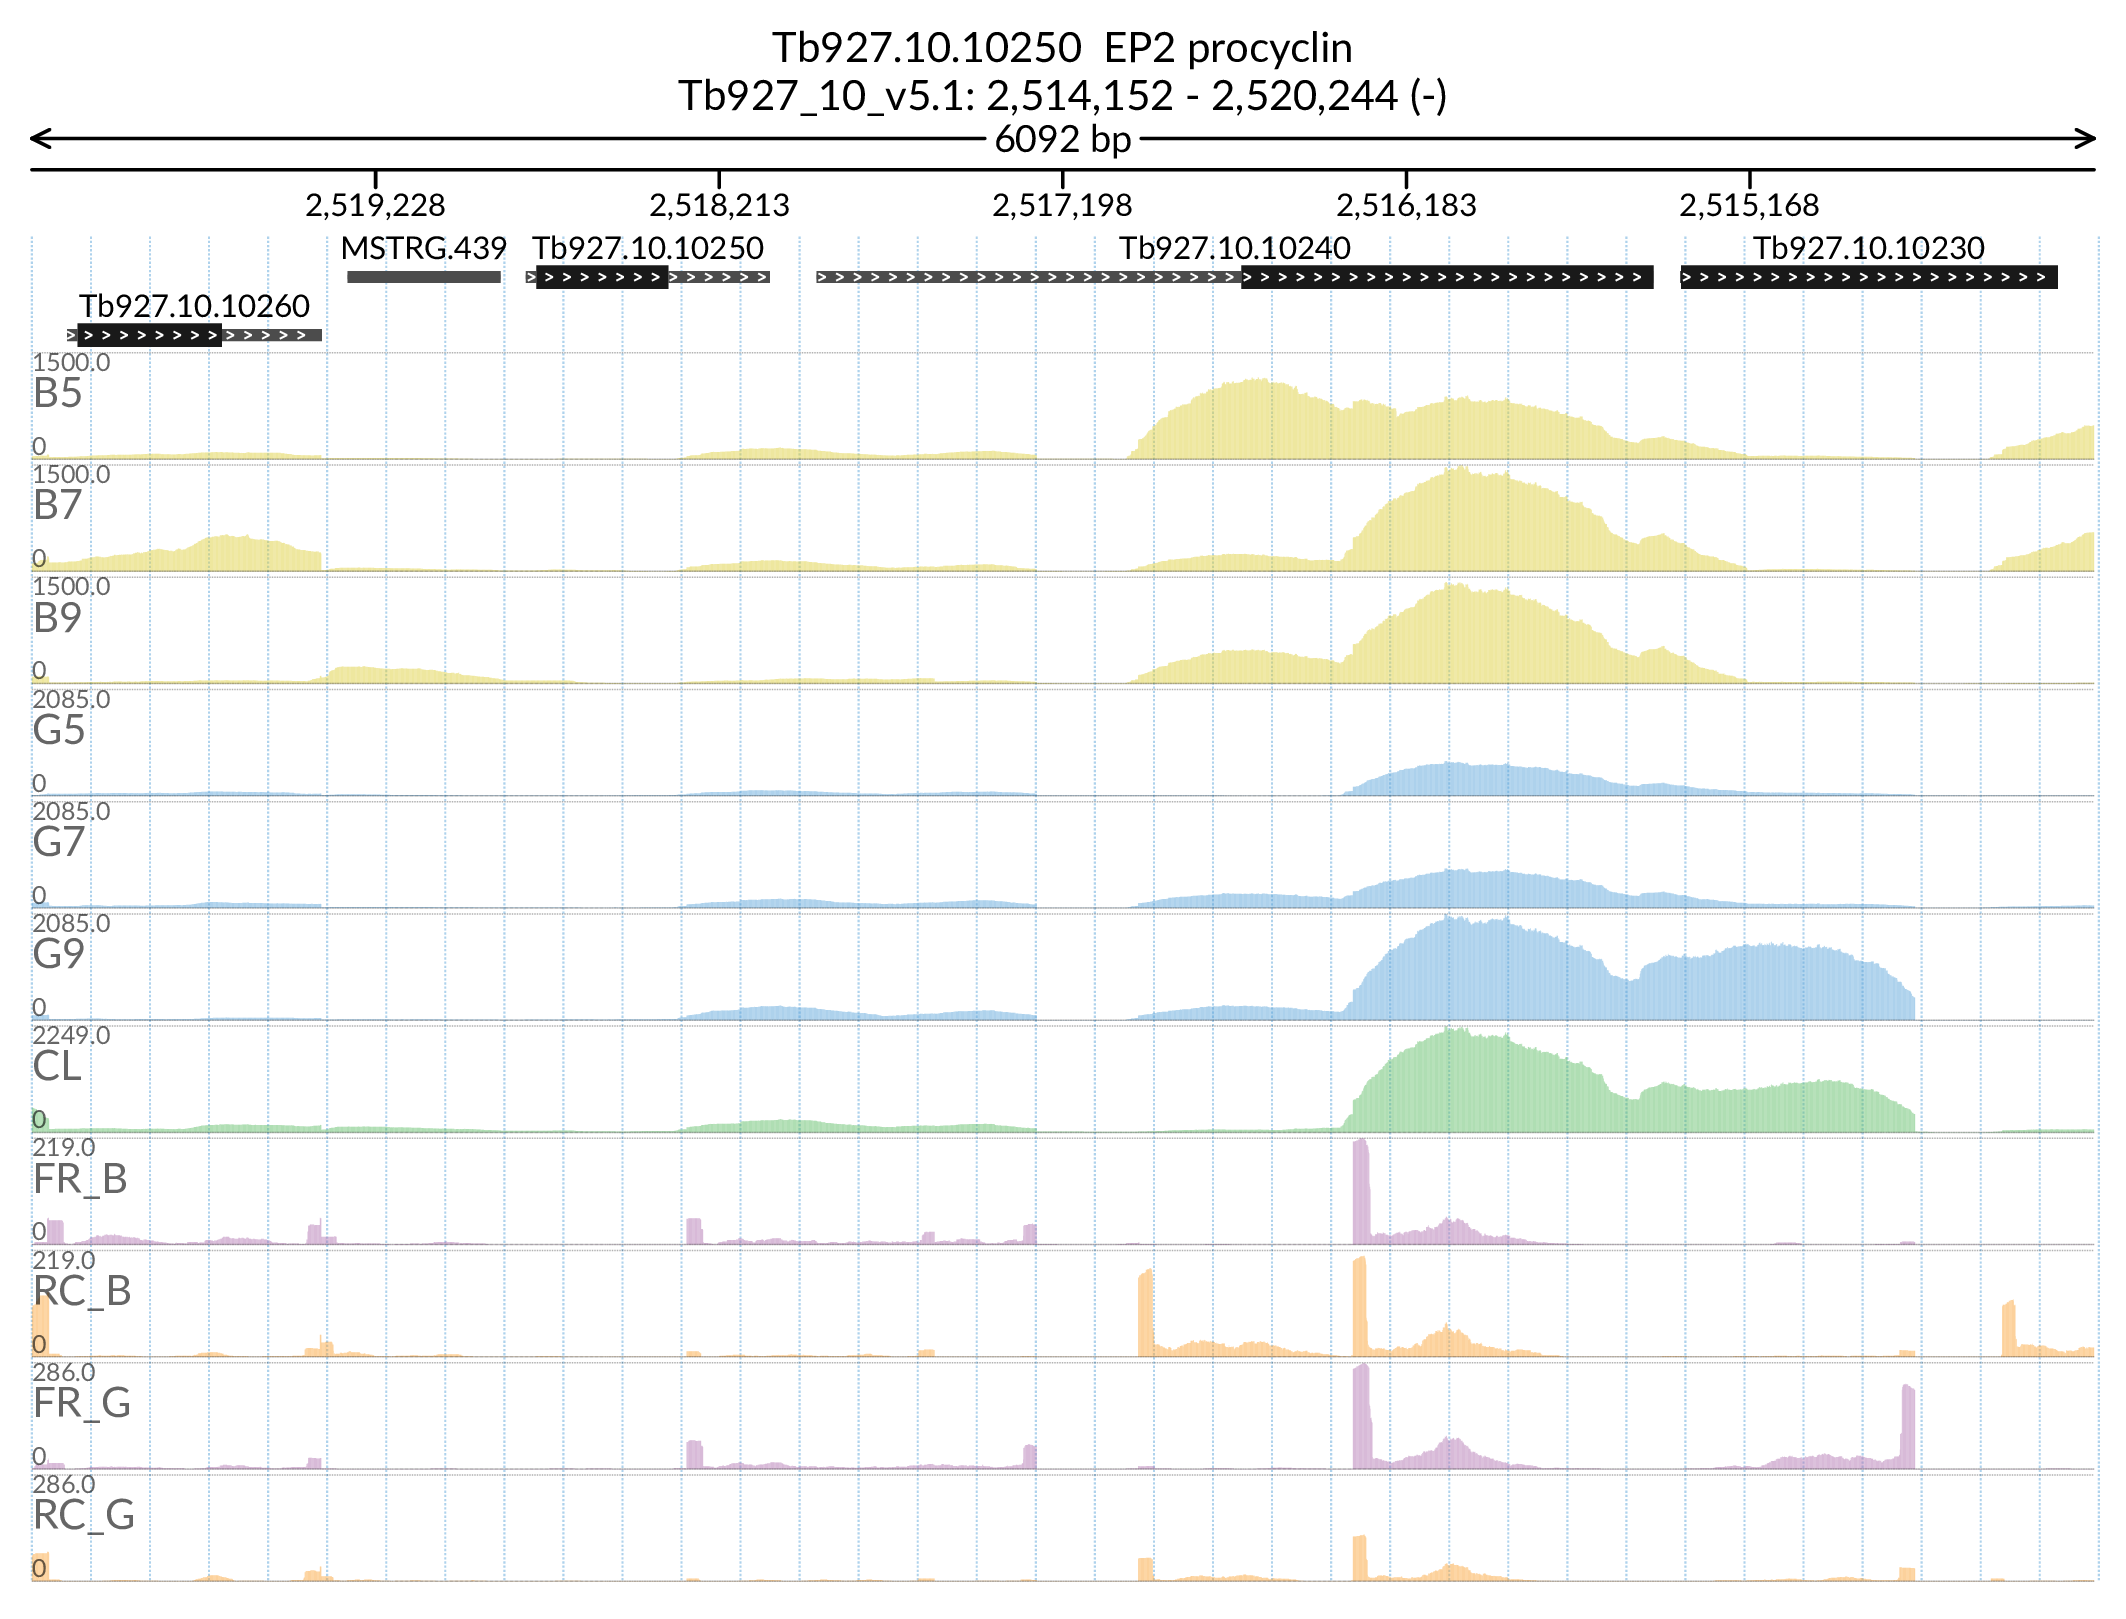 Tb927.10.10250  EP2 procyclin
Tb927_10_v5.1: 2,514,152 - 2,520,244 (-)
6092 bp
2,519,228 2,518,213 2,517,198 2,516,183 2,515,168
MSTRG.439 Tb927.10.10250 Tb927.10.10240 Tb927.10.10230
Tb927.10.10260
1500.0
B5
0
1500.0
B7
0
1500.0
B9
0
2085.0
G5
0
2085.0
G7
0
2085.0
G9
0
2249.0
CL
0
219.0
FR_B
0
219.0
RC_B
0
286.0
FR_G
0
286.0
RC_G
0